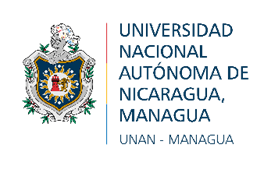 UNIVERSIDAD
NACIONAL
AUTÓNOMA DE
NICARAGUA,
MANAGUA
UNAN - MANAGUA